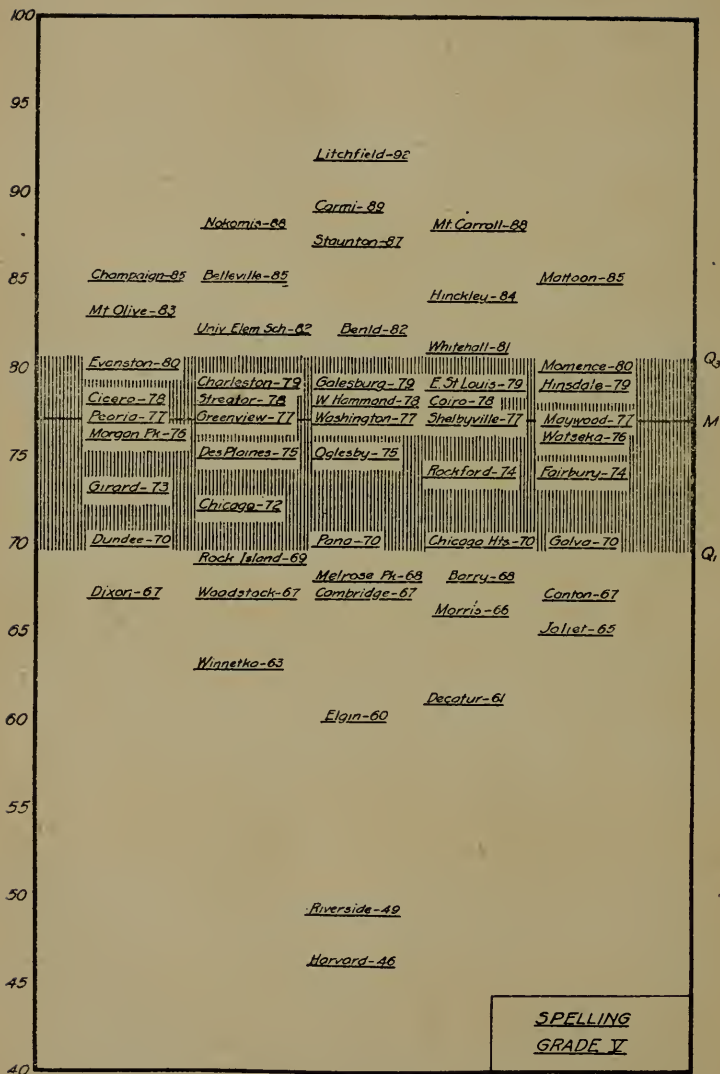 100
95
Litchfield-92
90
Carmi-89
Nokomis-88 Mt. Carroll-88
Staunton-87
85 Champaign-85 Belleville-85 Mattoon-85
Hinckley-84
Mt Olive-83
Univ Elem Sch-82 Benld-82
Whitehall-81
80 Evanston-80 Momence-80 Q3
Charleston-79 Galesburg-79 E. St Louis-79 Hinsdale-79
Cicero-78 Streator-78 W Hammond-78 Cairo-78
Peoria-77 Greenview-77 Washington-77 Shelbyville-77 Maywood-77 M
Morgan Pk-76 Watseka-76
75 Des Plaines-75 Oglesby-75
Rockford-74 Fairbury-74
Girard-73
Chicago-72
70 Dundee-70 Pana-70 Chicago Hts-70 Galva-70 Q1
Rock Island-69
Melrose Pk-68 Barry-68
Dixon-67 Woodstock-67 Cambridge-67 Canton-67
Morris-66
65 Joliet-65
Winnetka-63
Decatur-61
60 Elgin-60
55
50
Riverside-49
Harvard-46
45
SPELLING
GRADE V
40